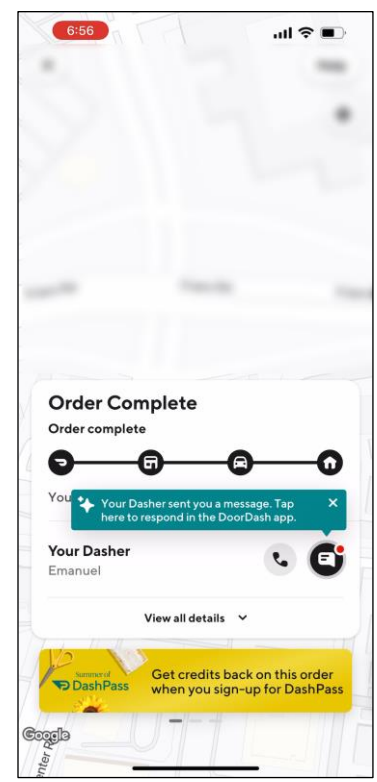 6:56
Order Complete
Order complete
You
Your Dasher sent you a message. Tap
here to respond in the DoorDash app.
Your Dasher
Emanuel
View all details
Summer of
DashPass
Get credits back on this order
when you sign-up for DashPass
Google
enter R